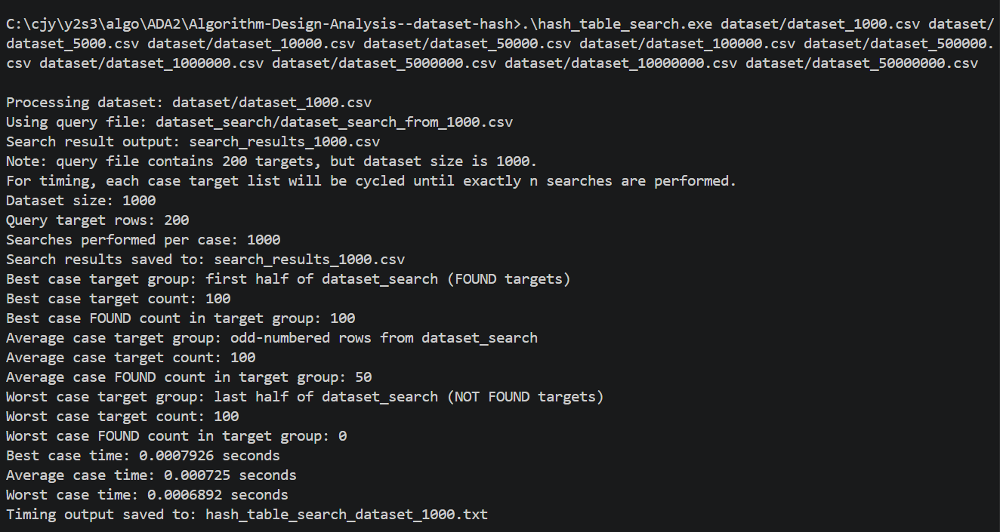 C:\cjy\y2s3\algo\ADA2\Algorithm-Design-Analysis--dataset-hash>.\hash_table_search.exe dataset/dataset_1000.csv dataset/
dataset_5000.csv dataset/dataset_10000.csv dataset/dataset_50000.csv dataset/dataset_100000.csv dataset/dataset_500000.
csv dataset/dataset_1000000.csv dataset/dataset_5000000.csv dataset/dataset_10000000.csv dataset/dataset_50000000.csv
Processing dataset: dataset/dataset_1000.csv
Using query file: dataset_search/dataset_search_from_1000.csv
Search result output: search_results_1000.csv
Note: query file contains 200 targets, but dataset size is 1000.
For timing, each case target list will be cycled until exactly n searches are performed.
Dataset size: 1000
Query target rows: 200
Searches performed per case: 1000
Search results saved to: search_results_1000.csv
Best case target group: first half of dataset_search (FOUND targets)
Best case target count: 100
Best case FOUND count in target group: 100
Average case target group: odd-numbered rows from dataset_search
Average case target count: 100
Average case FOUND count in target group: 50
Worst case target group: last half of dataset_search (NOT FOUND targets)
Worst case target count: 100
Worst case FOUND count in target group: 0
Best case time: 0.0007926 seconds
Average case time: 0.000725 seconds
Worst case time: 0.0006892 seconds
Timing output saved to: hash_table_search_dataset_1000.txt